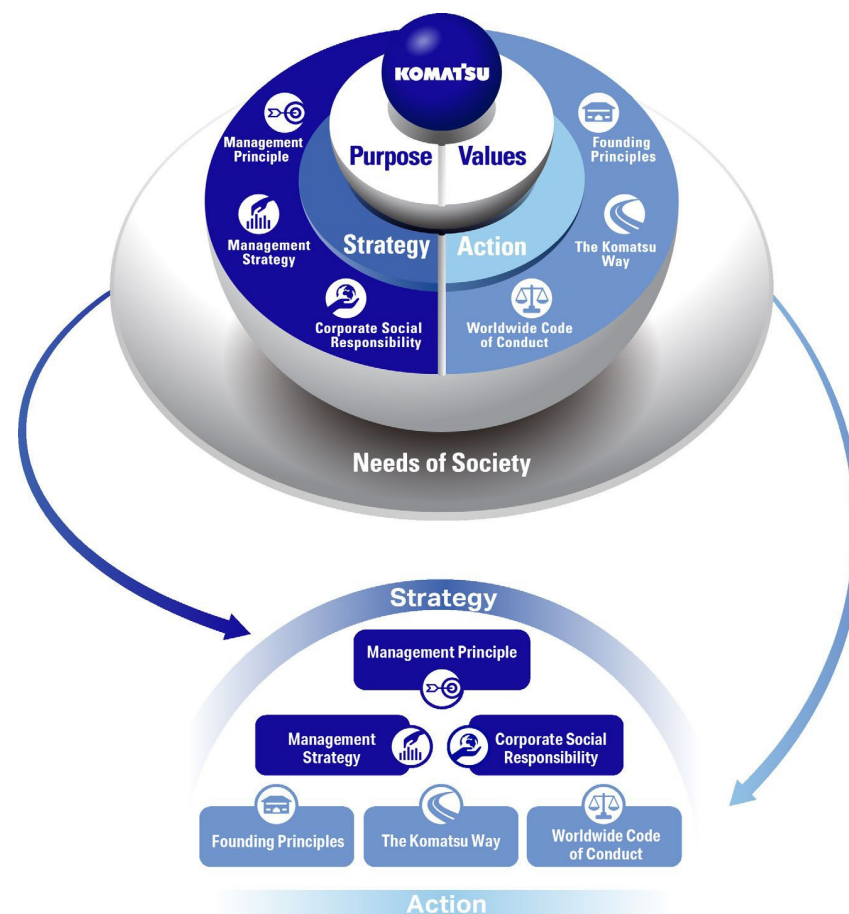 KOMATSU
Purpose
Values
Management
Principle
Founding
Principles
Strategy
Action
Management
Strategy
The Komatsu
Way
Corporate Social
Responsibility
Worldwide Code
of Conduct
Needs of Society
Strategy
Management Principle
Management
Strategy
Corporate Social
Responsibility
Founding Principles
The Komatsu Way
Worldwide Code
of Conduct
Action